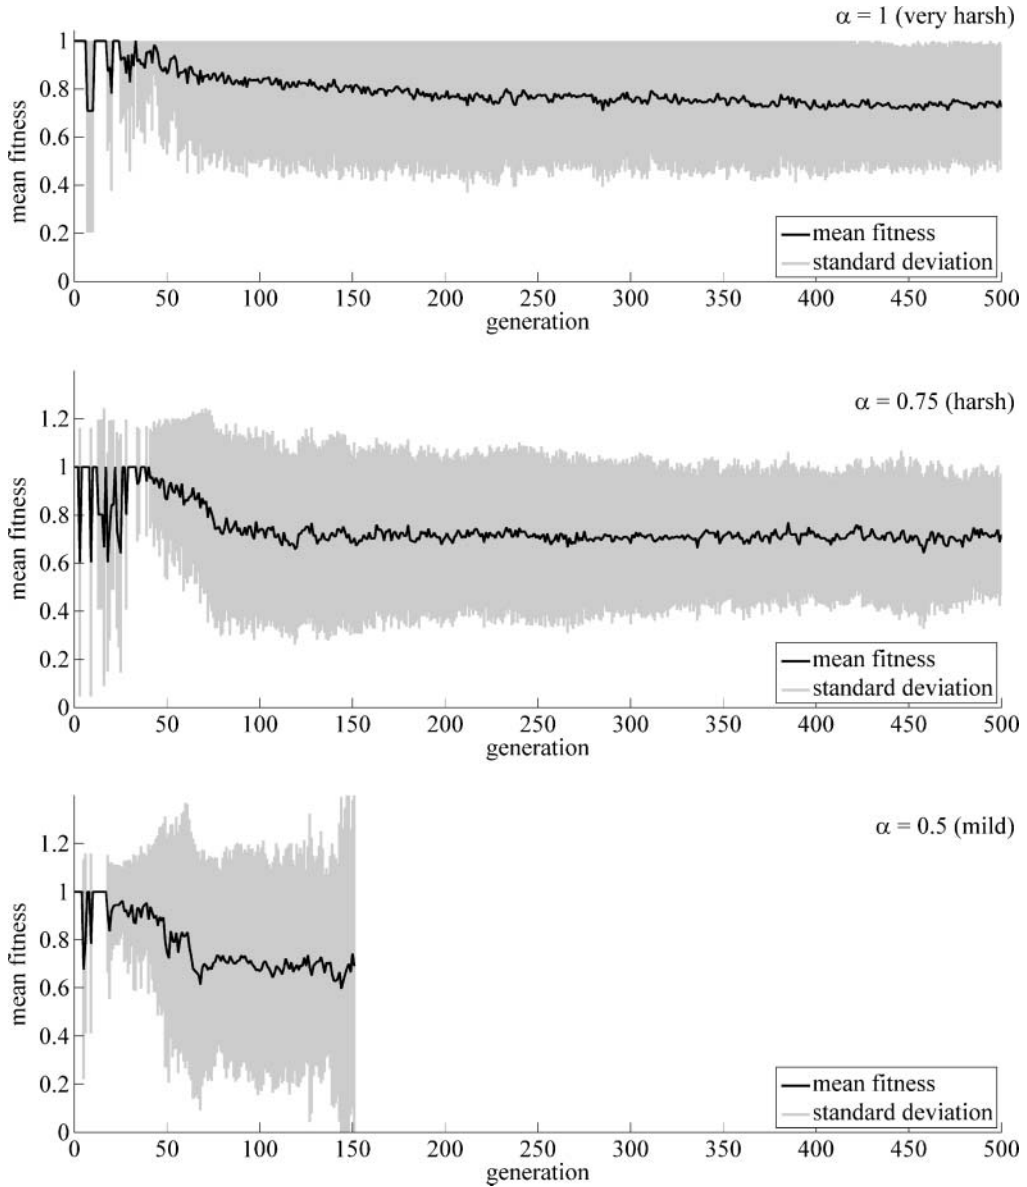 α = 1 (very harsh)
1
0.8
0.6
0.4
0.2
0
mean fitness
mean fitness
standard deviation
0 50 100 150 200 250 300 350 400 450 500
generation
α = 0.75 (harsh)
1.2
1
0.8
0.6
0.4
0.2
0
mean fitness
mean fitness
standard deviation
0 50 100 150 200 250 300 350 400 450 500
generation
α = 0.5 (mild)
1.2
1
0.8
0.6
0.4
0.2
0
mean fitness
mean fitness
standard deviation
0 50 100 150 200 250 300 350 400 450 500
generation